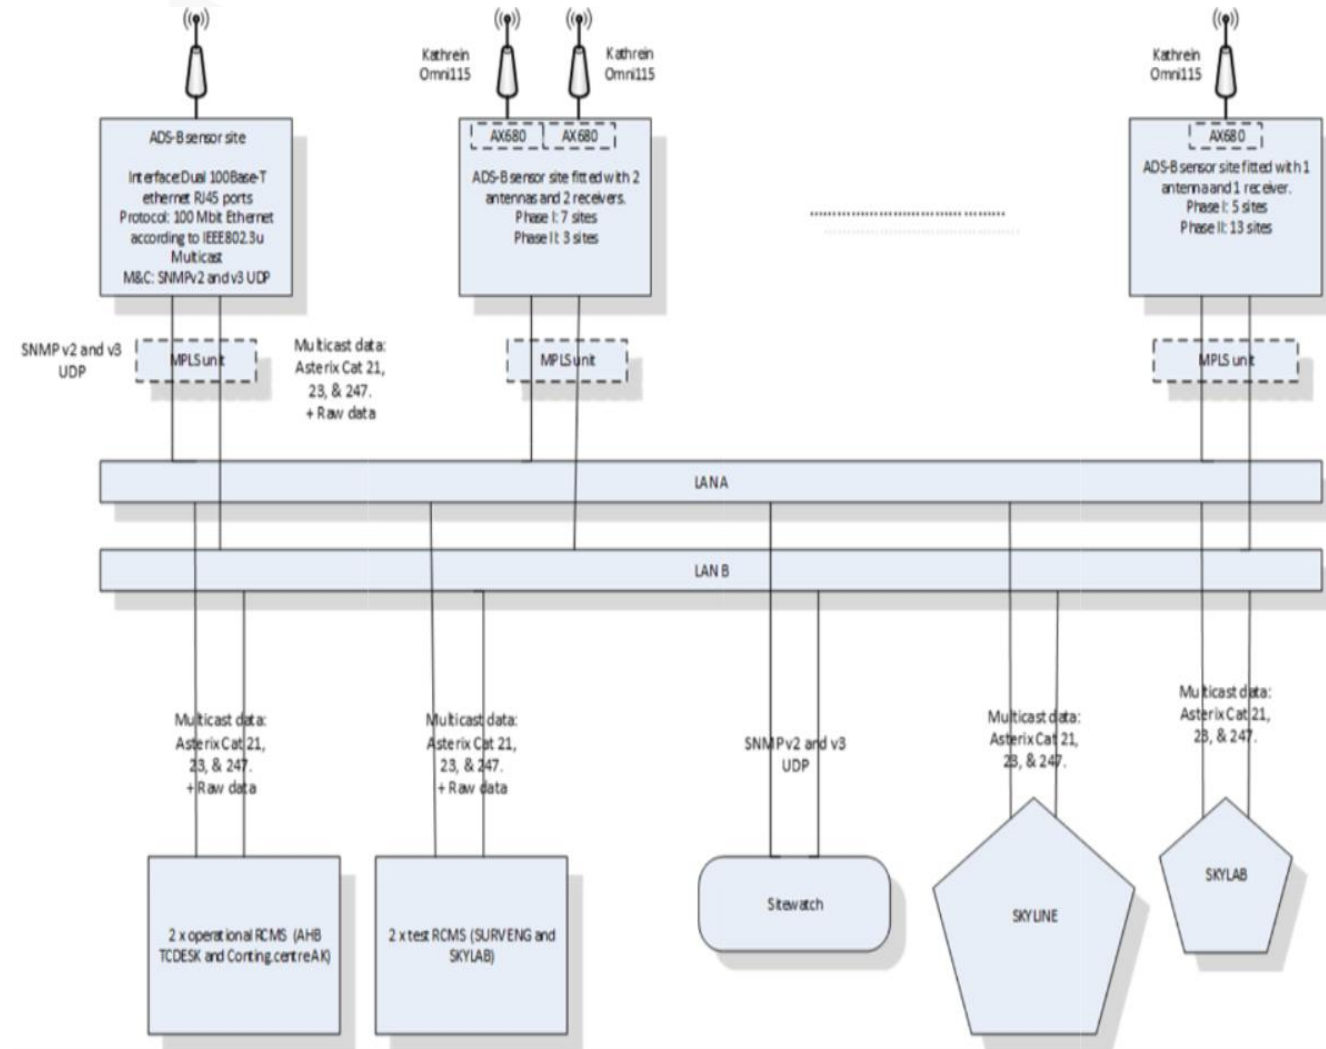 Kathrein
Omni115
Kathrein
Omni115
Kathrein
Omni115
ADS-B sensor site
Interface: Dual 100Base-T
ethernet RJ45 ports
Protocol: 100 Mbit Ethernet
according to IEEE802.3u
Multicast
M&C: SNMPv2 and v3 UDP
AX680
AX680
ADS-B sensor site fitted with 2
antennas and 2 receivers.
Phase I: 7 sites
Phase II: 3 sites
AX680
ADS-B sensor site fitted with 1
antenna and 1 receiver.
Phase I: 5 sites
Phase II: 13 sites
SNMP v2 and v3
UDP
MPLS unit
Multicast data:
Asterix Cat 21,
23, & 247.
+ Raw data
MPLS unit
MPLS unit
LAN A
LAN B
Multicast data:
Asterix Cat 21,
23, & 247.
+ Raw data
Multicast data:
Asterix Cat 21,
23, & 247.
+ Raw data
SNMPv2 and v3
UDP
Multicast data:
Asterix Cat 21,
23, & 247.
Multicast data:
Asterix Cat 21,
23, & 247.
2 x operational RCMS (AHB
TCDESK and Conting.centre AK)
2 x test RCMS (SURVENG and
SKYLAB)
Sitewatch
SKYLINE
SKYLAB